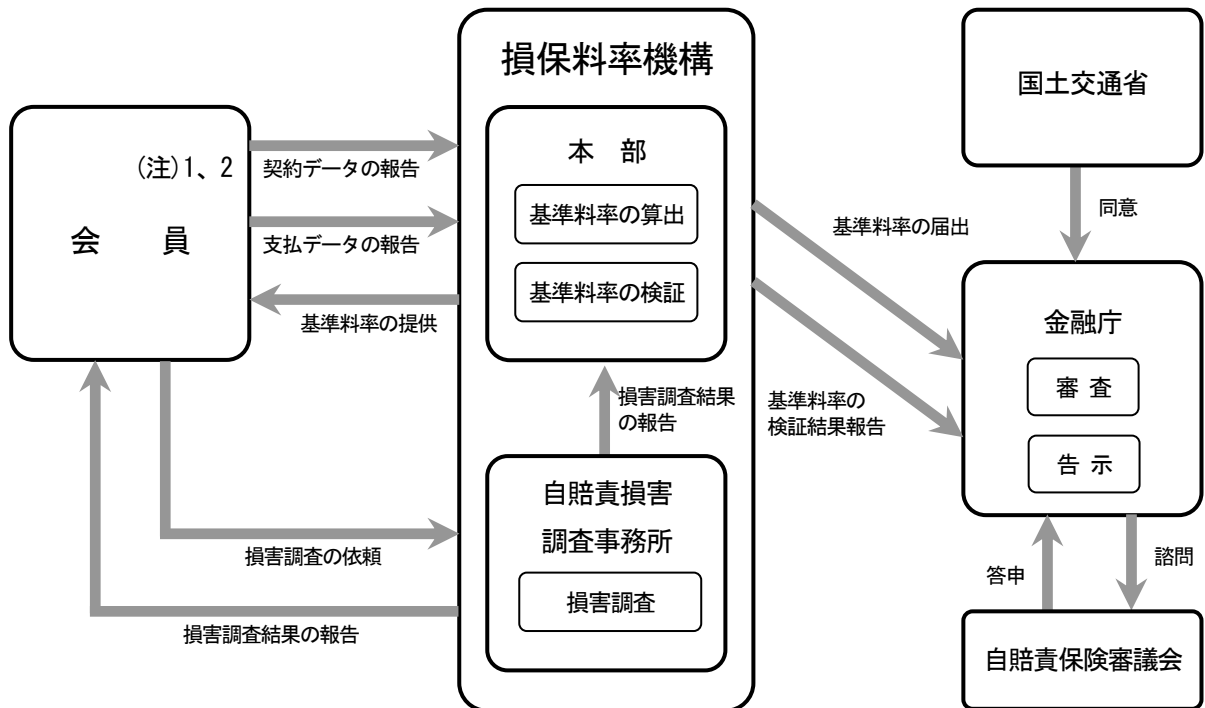 損保料率機構
国土交通省
(注)1、2
会　員
契約データの報告
支払データの報告
基準料率の提供
本　部
基準料率の算出
基準料率の検証
基準料率の届出
同意
金融庁
審 査
告 示
損害調査結果
の報告
基準料率の
検証結果報告
自賠責損害
調査事務所
損害調査
損害調査の依頼
損害調査結果の報告
答申
諮問
自賠責保険審議会